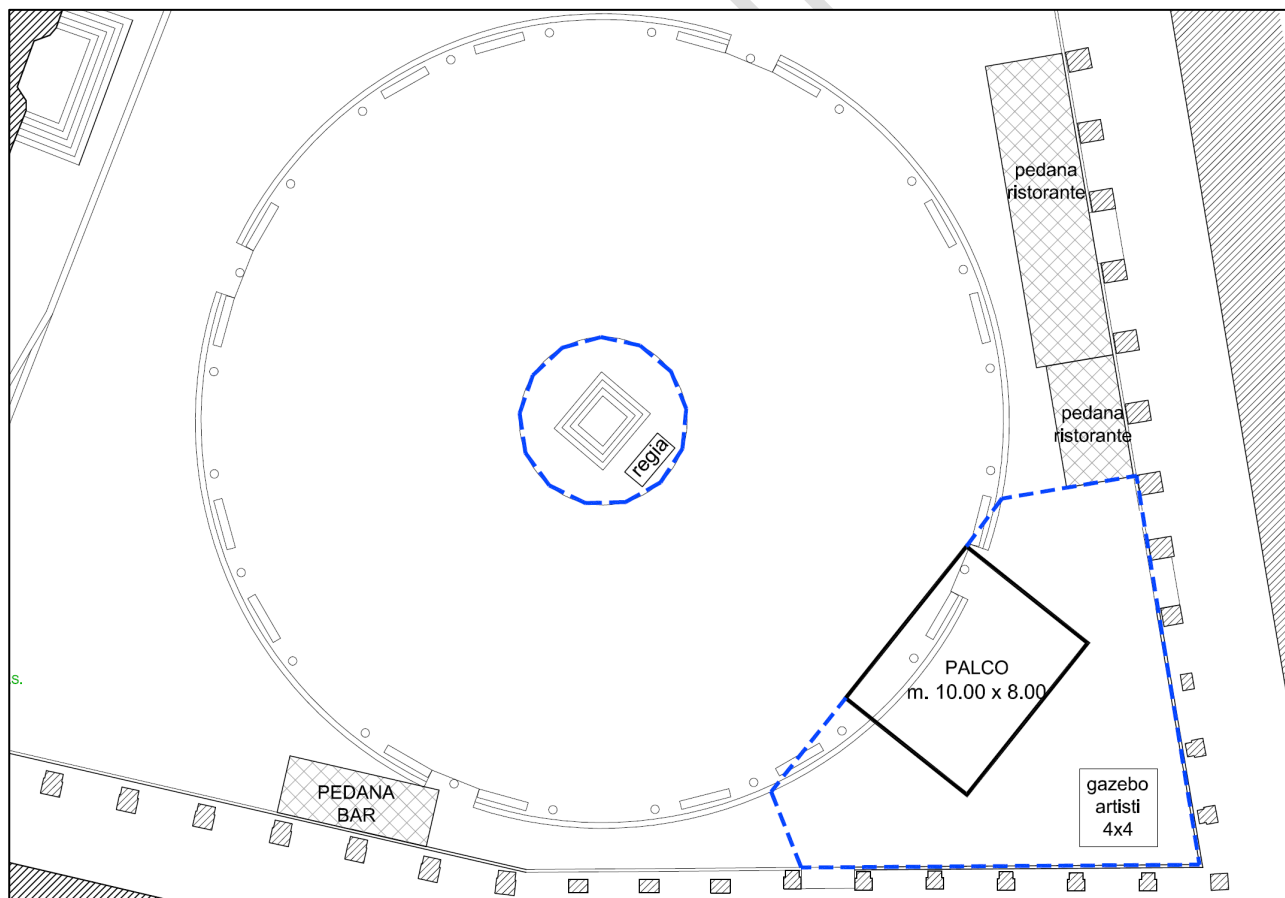 pedana
ristorante
pedana
ristorante
regia
PALCO
m. 10.00 x 8.00
s.
PEDANA
BAR
gazebo
artisti
4x4